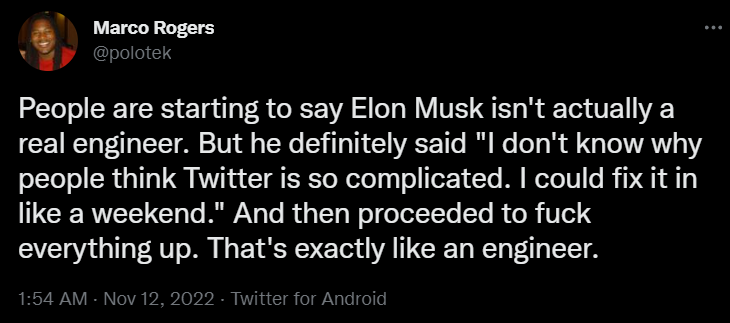 Marco Rogers
@polotek
People are starting to say Elon Musk isn't actually a
real engineer. But he definitely said "I don't know why
people think Twitter is so complicated. I could fix it in
like a weekend." And then proceeded to fuck
everything up. That's exactly like an engineer.
1:54 AM · Nov 12, 2022 · Twitter for Android